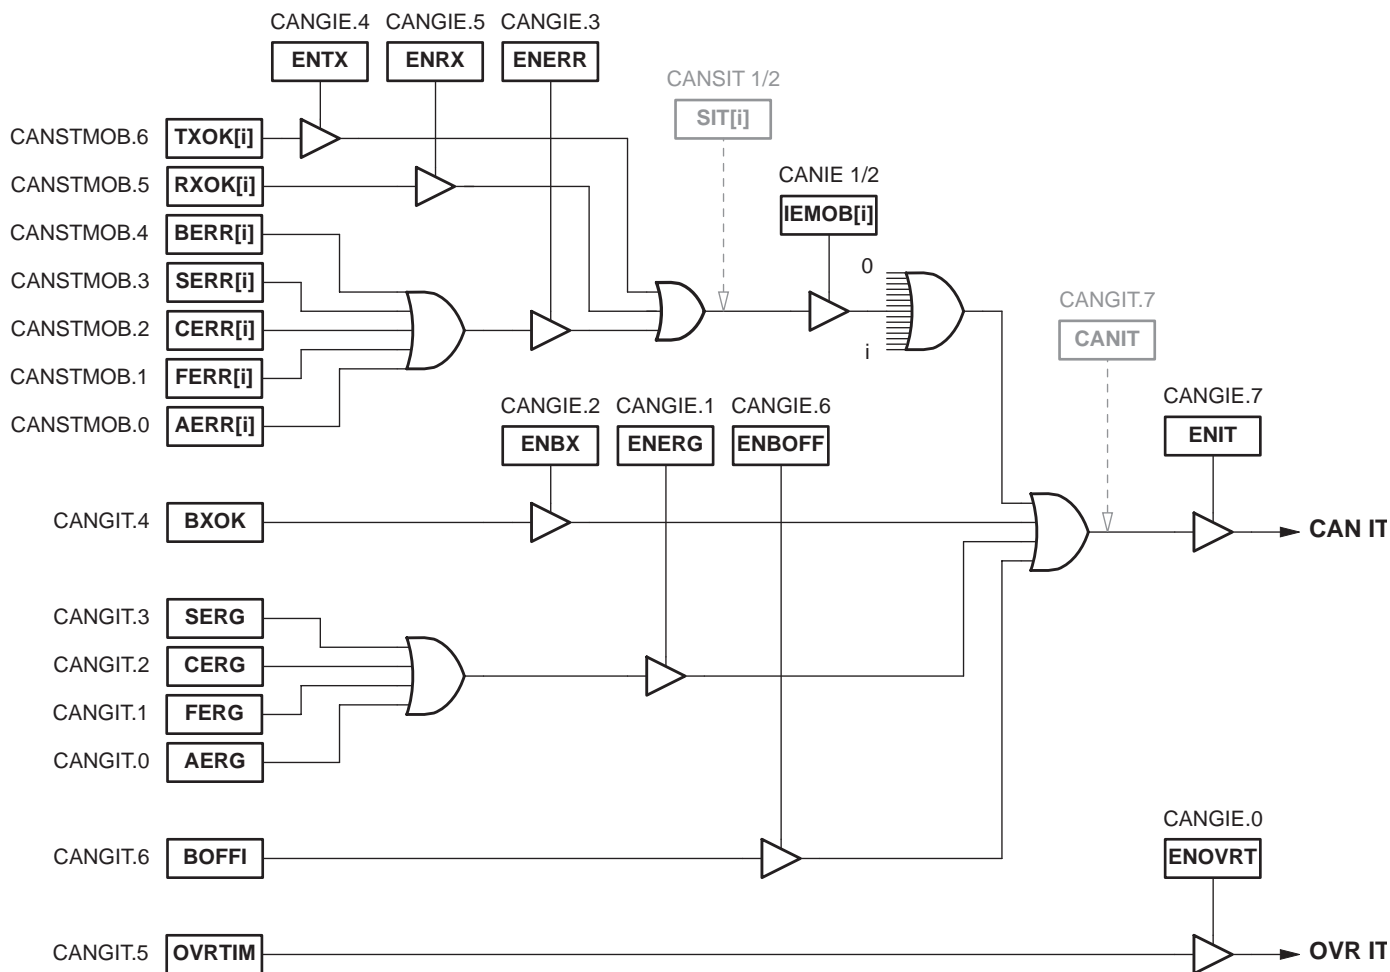 CANGIE.4 CANGIE.5 CANGIE.3
ENTX ENRX ENERR
CANSIT 1/2
SIT[i]
CANSTMOB.6 TXOK[i]
CANSTMOB.5 RXOK[i]
CANIE 1/2
IEMOB[i]
CANSTMOB.4 BERR[i]
CANSTMOB.3 SERR[i]
0
CANGIT.7
CANIT
CANSTMOB.2 CERR[i]
i
CANSTMOB.1 FERR[i]
CANSTMOB.0 AERR[i]
CANGIE.2 CANGIE.1 CANGIE.6
ENBX ENERG ENBOFF
CANGIE.7
ENIT
CANGIT.4 BXOK
CAN IT
CANGIT.3 SERG
CANGIT.2 CERG
CANGIT.1 FERG
CANGIT.0 AERG
CANGIE.0
ENOVRT
CANGIT.6 BOFFI
CANGIT.5 OVRTIM
OVR IT